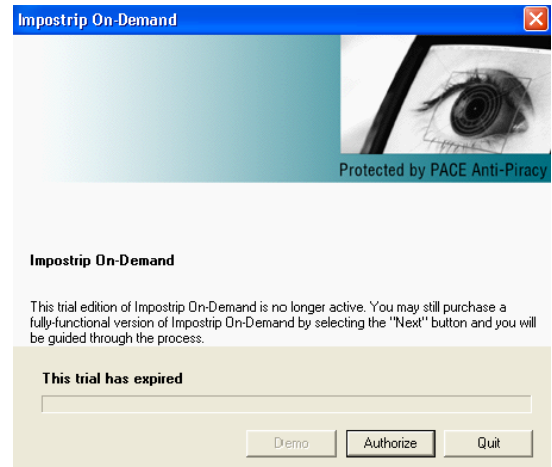 Impostrip On-Demand
Protected by PACE Anti-Piracy
Impostrip On-Demand
This trial edition of Impostrip On-Demand is no longer active. You may still purchase a
fully-functional version of Impostrip On-Demand by selecting the "Next" button and you will
be guided through the process.
This trial has expired
Demo
Authorize
Quit